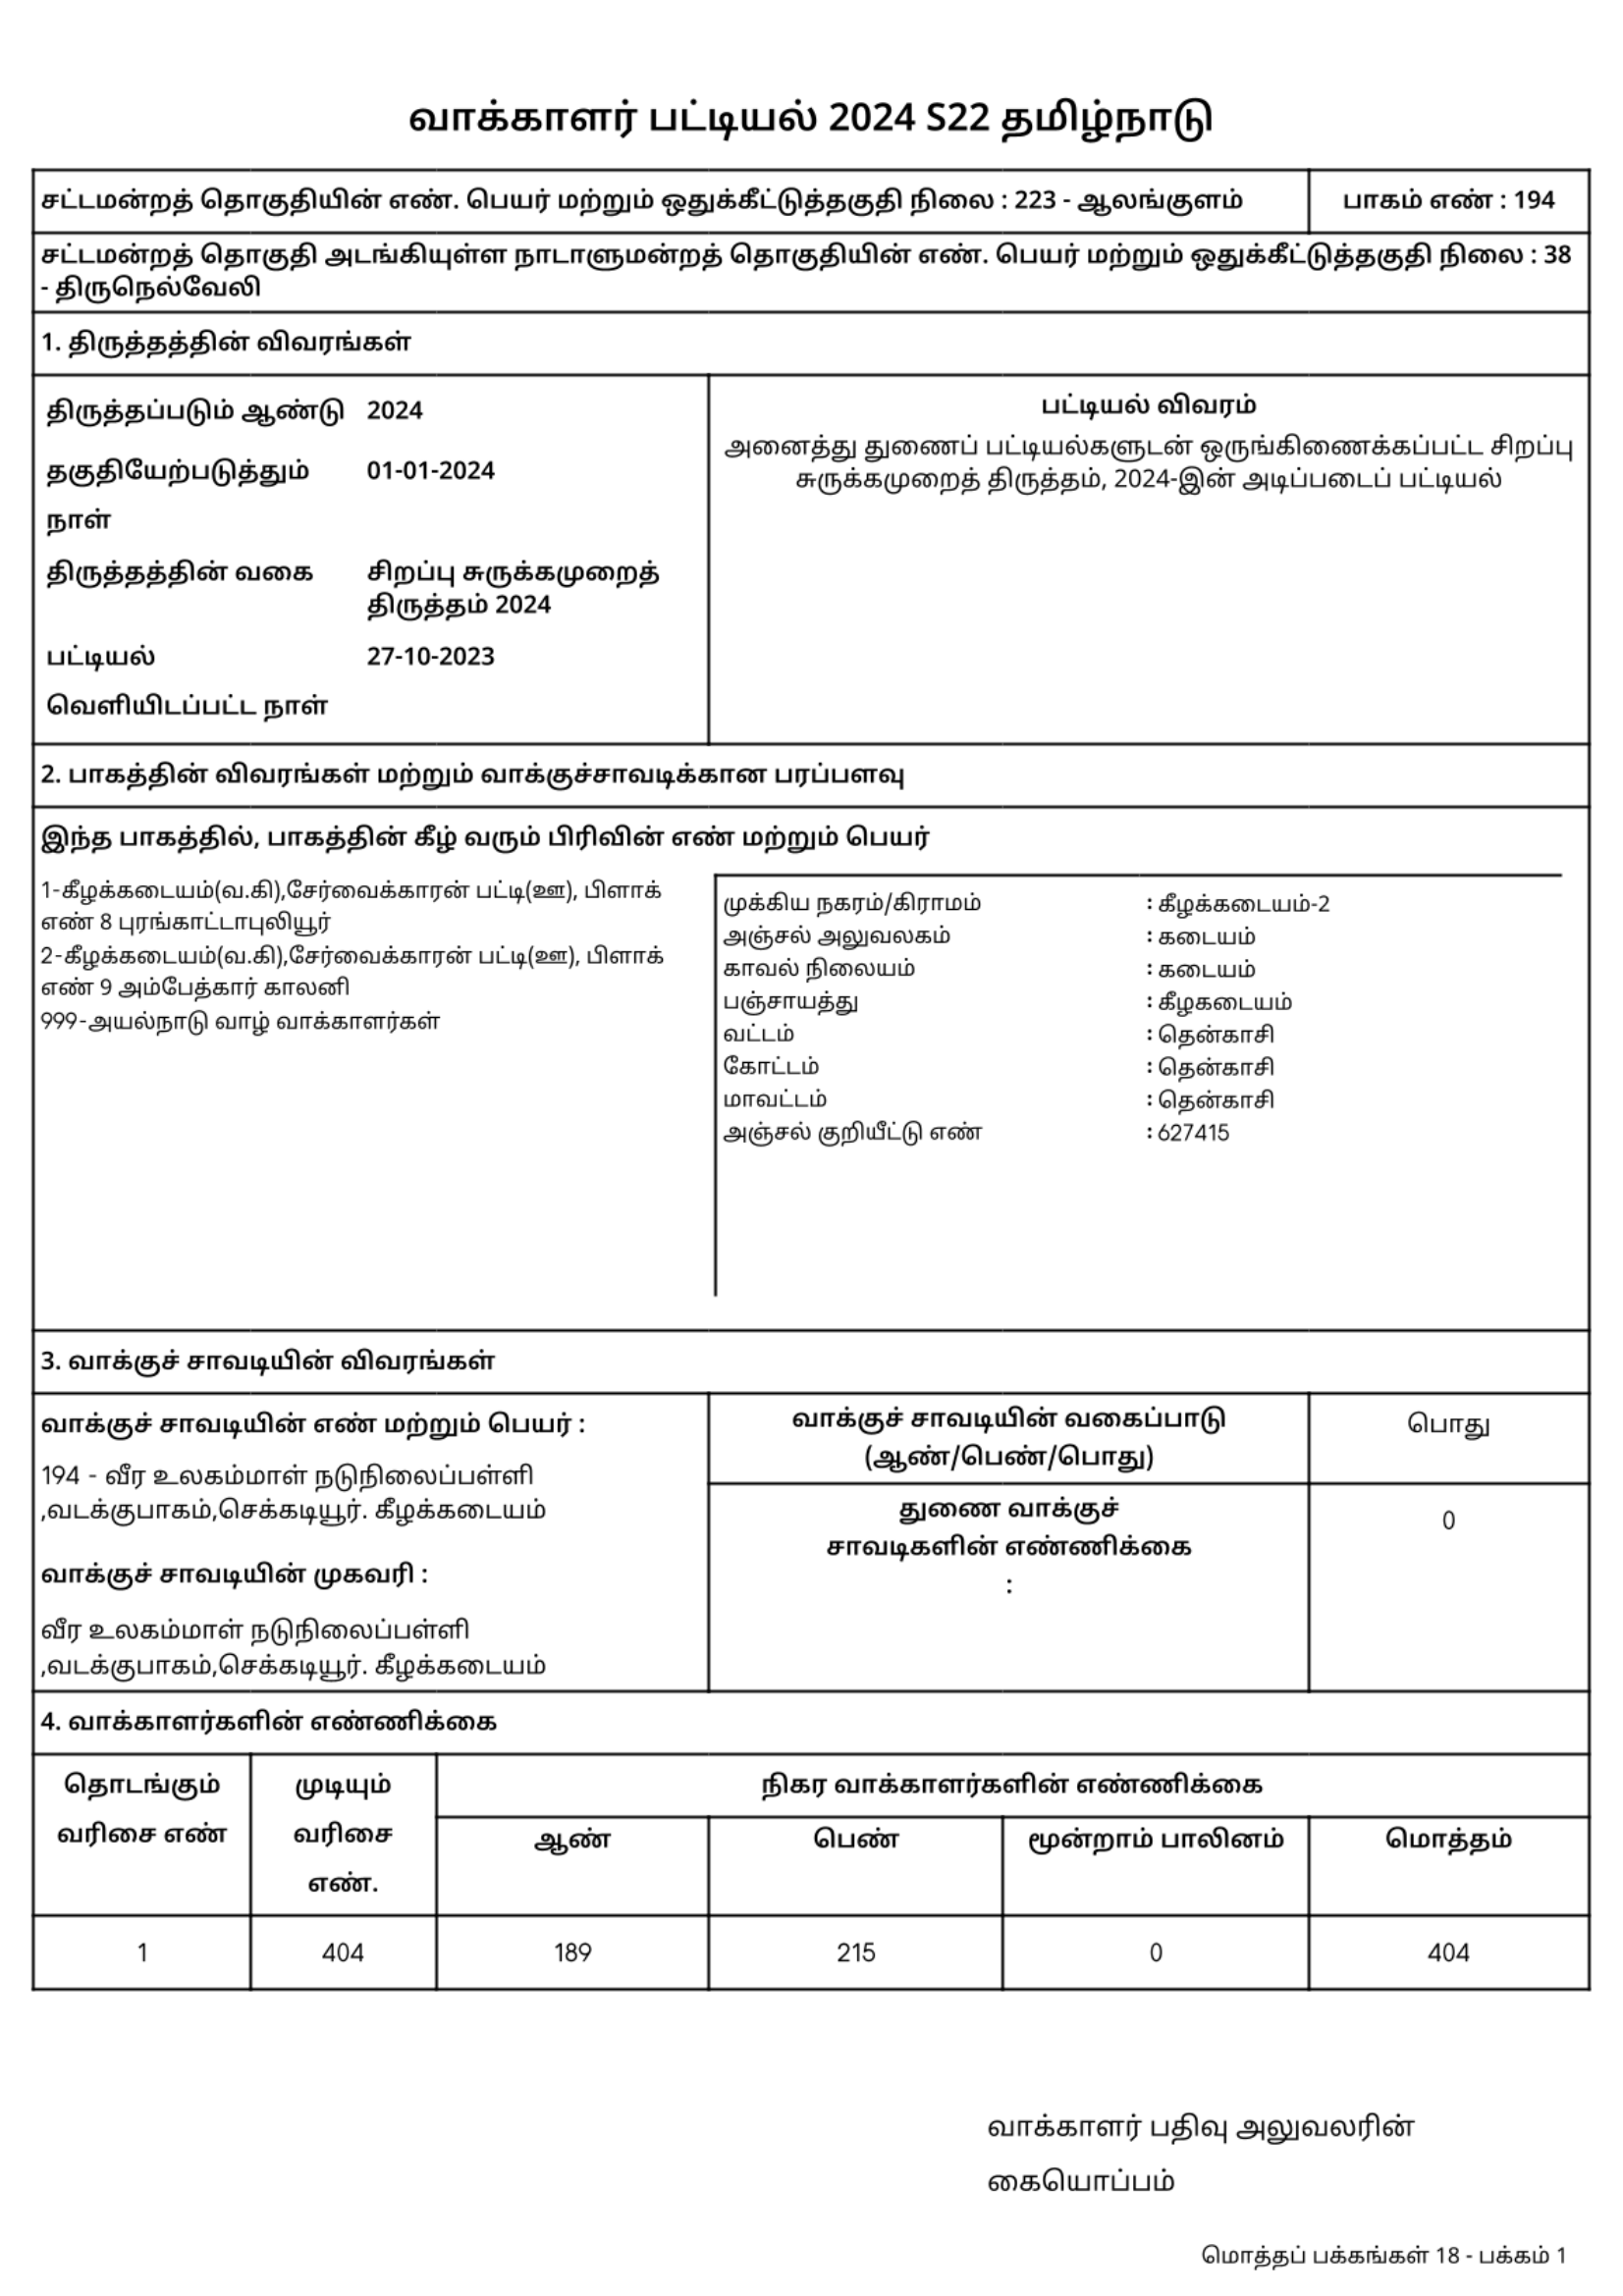 வாக்காளர் பட்டியல் 2024 S22 தமிழ்நாடு
சட்டமன்றத் தொகுதியின் எண். பெயர் மற்றும் ஒதுக்கீட்டுத்தகுதி நிலை : 223 - ஆலங்குளம்
பாகம் எண் : 194
சட்டமன்றத் தொகுதி அடங்கியுள்ள நாடாளுமன்றத் தொகுதியின் எண். பெயர் மற்றும் ஒதுக்கீட்டுத்தகுதி நிலை : 38
- திருநெல்வேலி
1. திருத்தத்தின் விவரங்கள்
திருத்தப்படும் ஆண்டு 2024
தகுதியேற்படுத்தும் 01-01-2024
நாள்
திருத்தத்தின் வகை சிறப்பு சுருக்கமுறைத்
திருத்தம் 2024
பட்டியல் 27-10-2023
வெளியிடப்பட்ட நாள்
பட்டியல் விவரம்
அனைத்து துணைப் பட்டியல்களுடன் ஒருங்கிணைக்கப்பட்ட சிறப்பு
சுருக்கமுறைத் திருத்தம், 2024-இன் அடிப்படைப் பட்டியல்
2. பாகத்தின் விவரங்கள் மற்றும் வாக்குச்சாவடிக்கான பரப்பளவு
இந்த பாகத்தில், பாகத்தின் கீழ் வரும் பிரிவின் எண் மற்றும் பெயர்
1-கீழக்கடையம்(வ.கி),சேர்வைக்காரன் பட்டி(ஊ), பிளாக்
எண் 8 புரங்காட்டாபுலியூர்
2-கீழக்கடையம்(வ.கி),சேர்வைக்காரன் பட்டி(ஊ), பிளாக்
எண் 9 அம்பேத்கார் காலனி
999-அயல்நாடு வாழ் வாக்காளர்கள்
முக்கிய நகரம்/கிராமம் : கீழக்கடையம்-2
அஞ்சல் அலுவலகம் : கடையம்
காவல் நிலையம் : கடையம்
பஞ்சாயத்து : கீழகடையம்
வட்டம் : தென்காசி
கோட்டம் : தென்காசி
மாவட்டம் : தென்காசி
அஞ்சல் குறியீட்டு எண் : 627415
3. வாக்குச் சாவடியின் விவரங்கள்
வாக்குச் சாவடியின் எண் மற்றும் பெயர் :
194 - வீர உலகம்மாள் நடுநிலைப்பள்ளி
,வடக்குபாகம்,செக்கடியூர். கீழக்கடையம்
வாக்குச் சாவடியின் முகவரி :
வீர உலகம்மாள் நடுநிலைப்பள்ளி
,வடக்குபாகம்,செக்கடியூர். கீழக்கடையம்
வாக்குச் சாவடியின் வகைப்பாடு
(ஆண்/பெண்/பொது)
பொது
துணை வாக்குச்
சாவடிகளின் எண்ணிக்கை
:
0
4. வாக்காளர்களின் எண்ணிக்கை
தொடங்கும்
வரிசை எண்
முடியும்
வரிசை
எண்.
நிகர வாக்காளர்களின் எண்ணிக்கை
ஆண் பெண் மூன்றாம் பாலினம் மொத்தம்
1 404 189 215 0 404
வாக்காளர் பதிவு அலுவலரின்
கையொப்பம்
மொத்தப் பக்கங்கள் 18 - பக்கம் 1